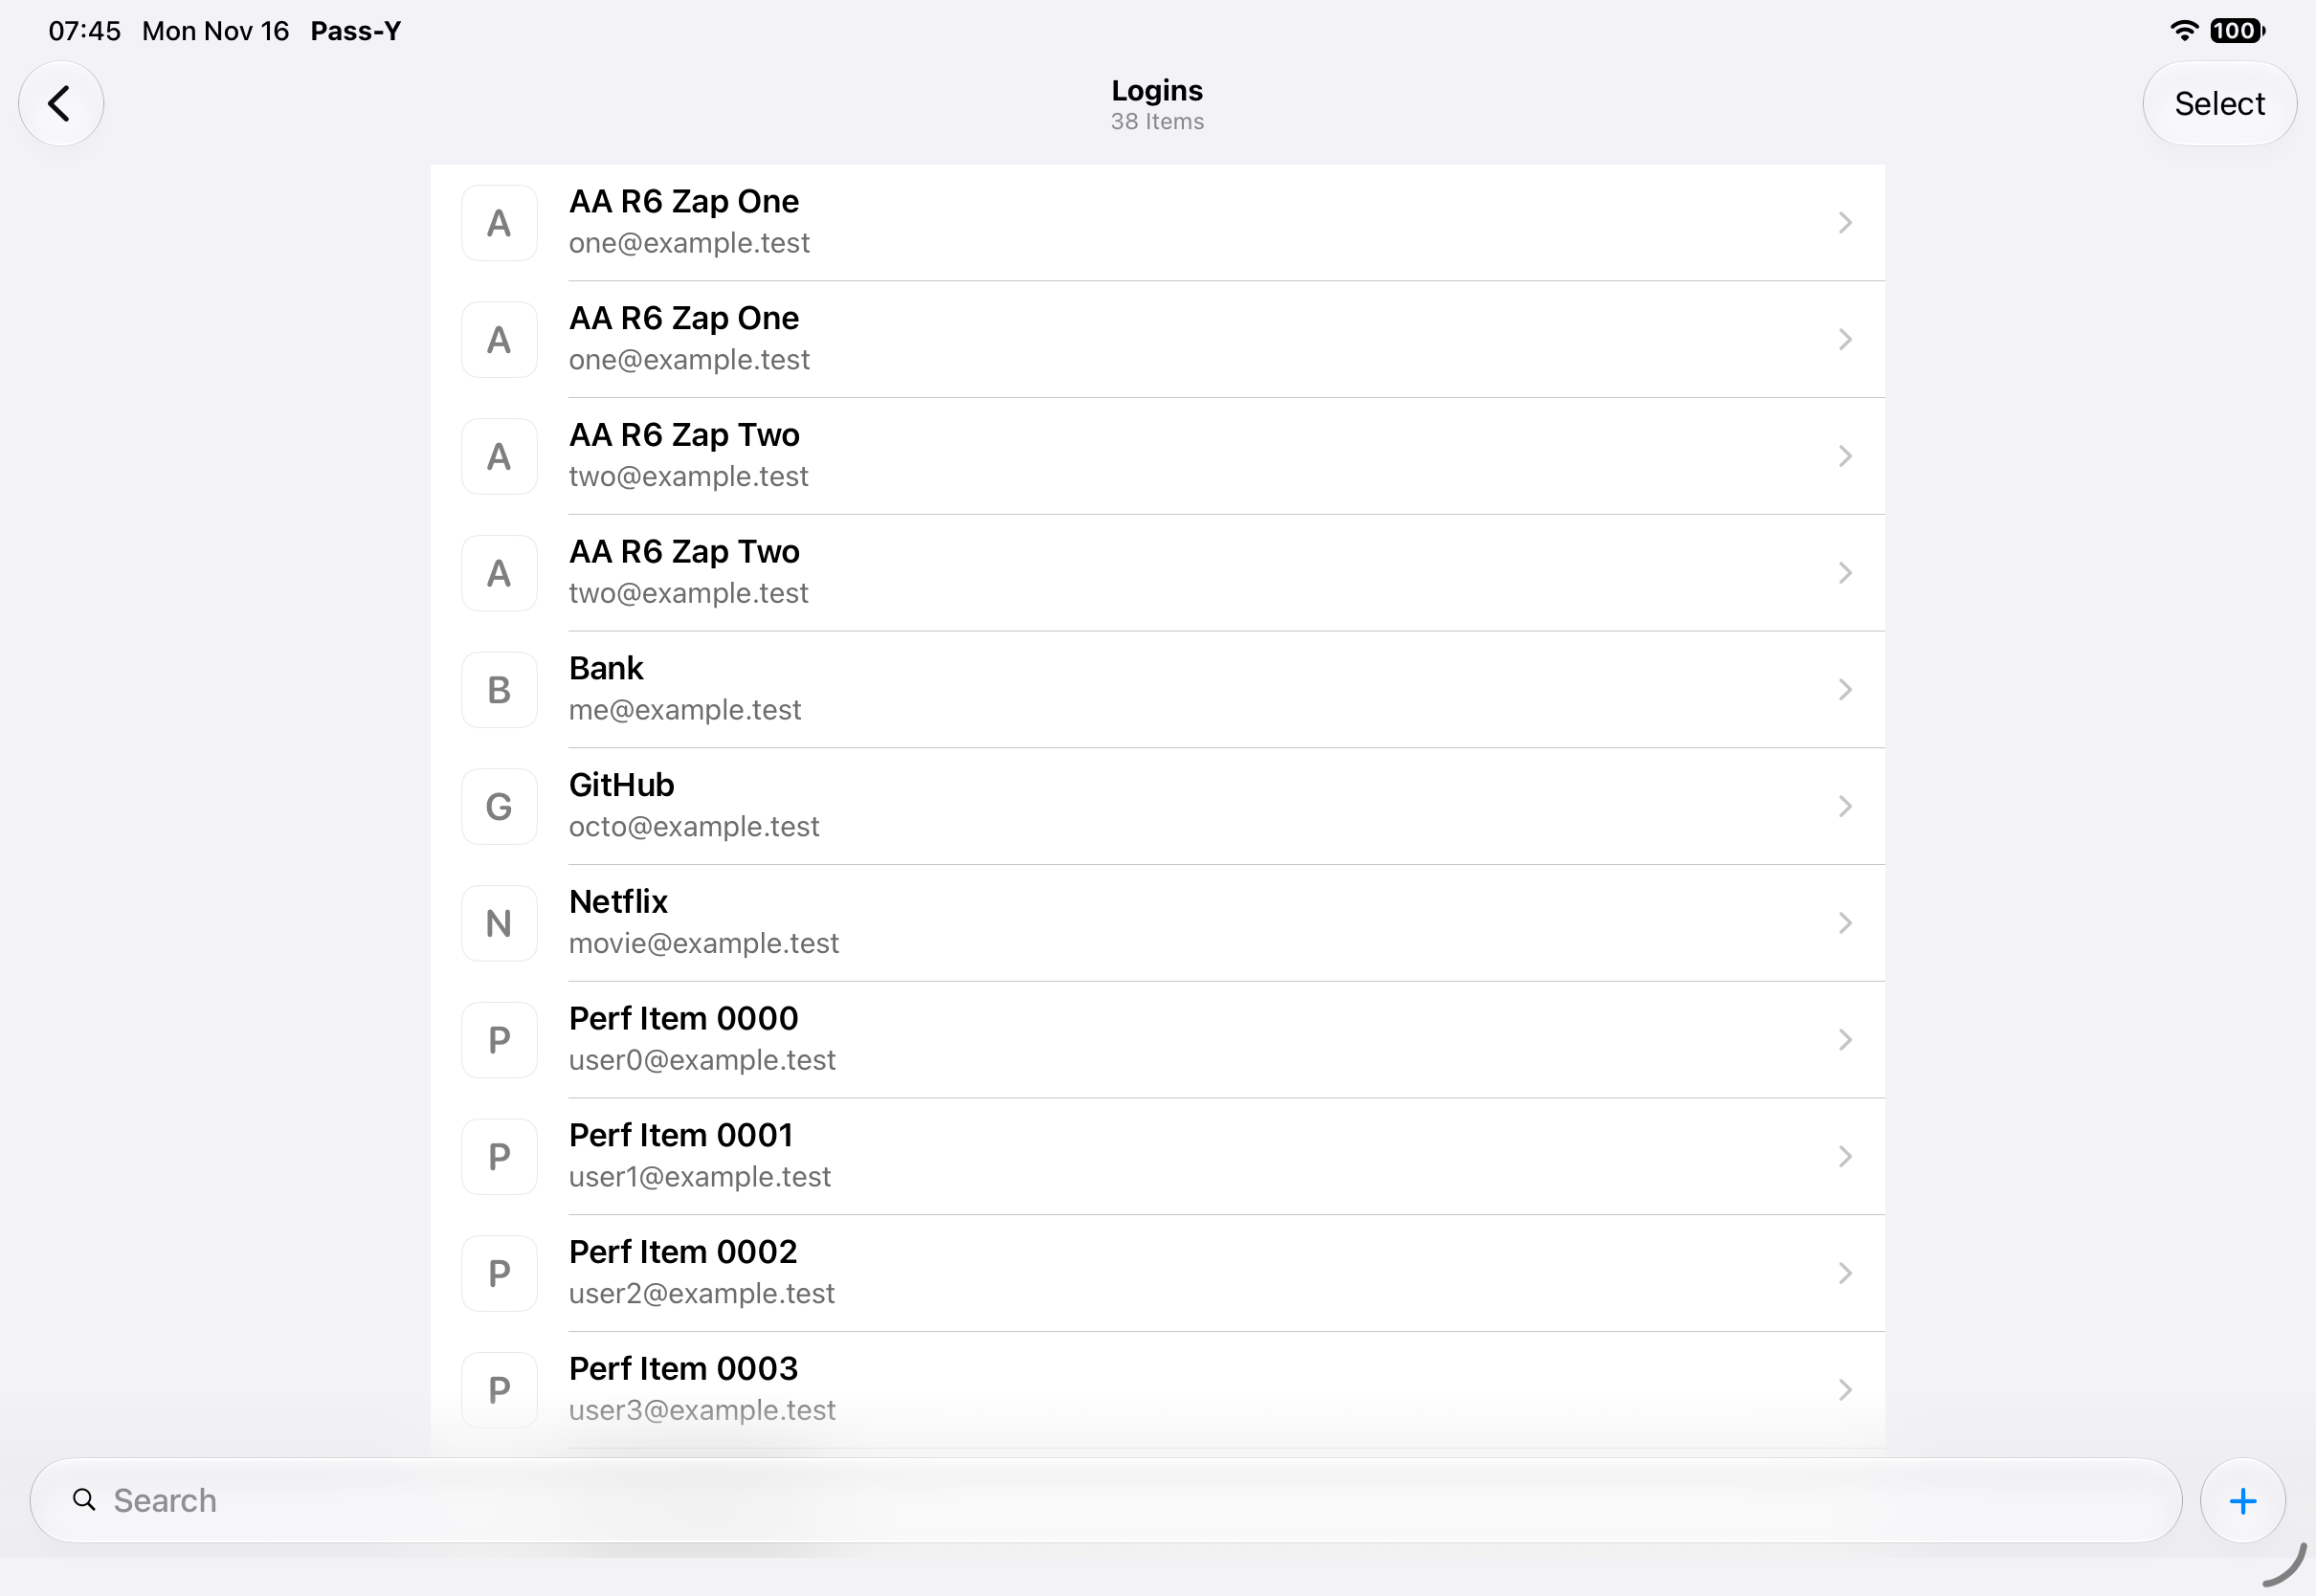 07:45 Mon Nov 16 Pass-Y
100
Logins
38 Items
Select
A
AA R6 Zap One
one@example.test
A
AA R6 Zap One
one@example.test
A
AA R6 Zap Two
two@example.test
A
AA R6 Zap Two
two@example.test
B
Bank
me@example.test
G
GitHub
octo@example.test
N
Netflix
movie@example.test
P
Perf Item 0000
user0@example.test
P
Perf Item 0001
user1@example.test
P
Perf Item 0002
user2@example.test
P
Perf Item 0003
user3@example.test
Search